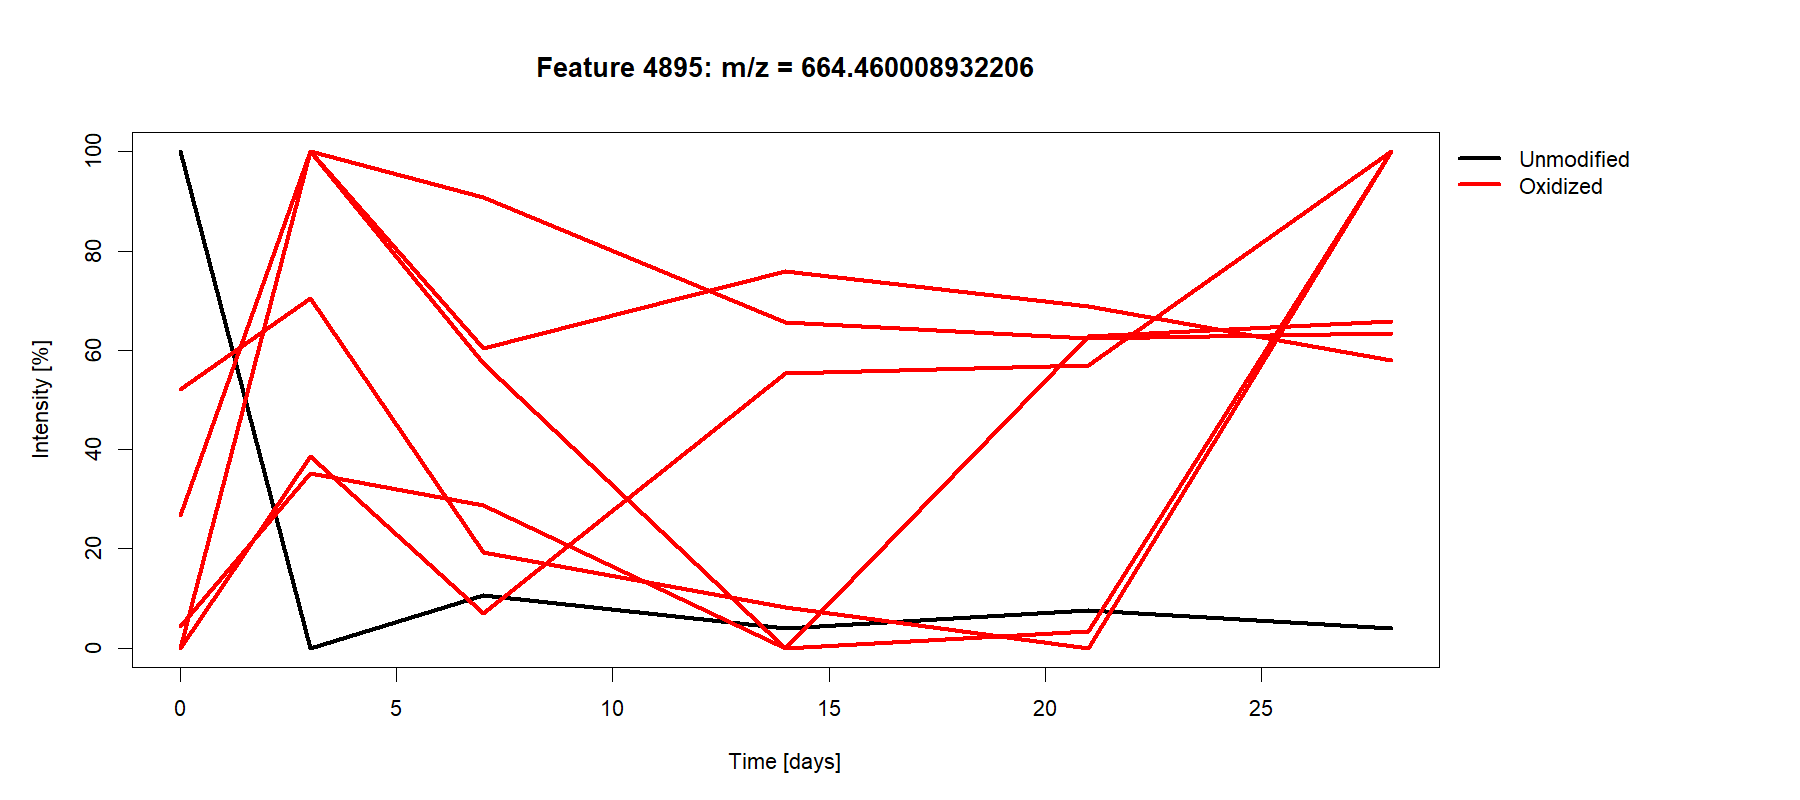 Feature 4895: m/z = 664.460008932206
Unmodified
Oxidized
Intensity [%]
100
80
60
40
20
0
0 5 10 15 20 25
Time [days]